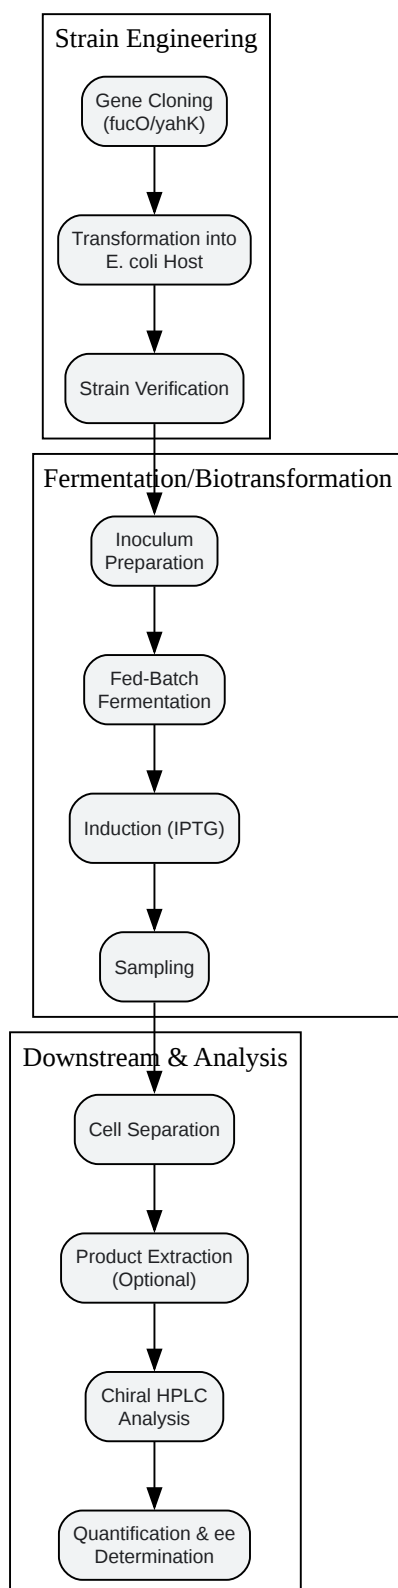 Strain Engineering
Gene Cloning
(fucO/yahK)
Transformation into
E. coli Host
Strain Verification
Fermentation/Biotransformation
Inoculum
Preparation
Fed-Batch
Fermentation
Induction (IPTG)
Sampling
Downstream & Analysis
Cell Separation
Product Extraction
(Optional)
Chiral HPLC
Analysis
Quantification & ee
Determination